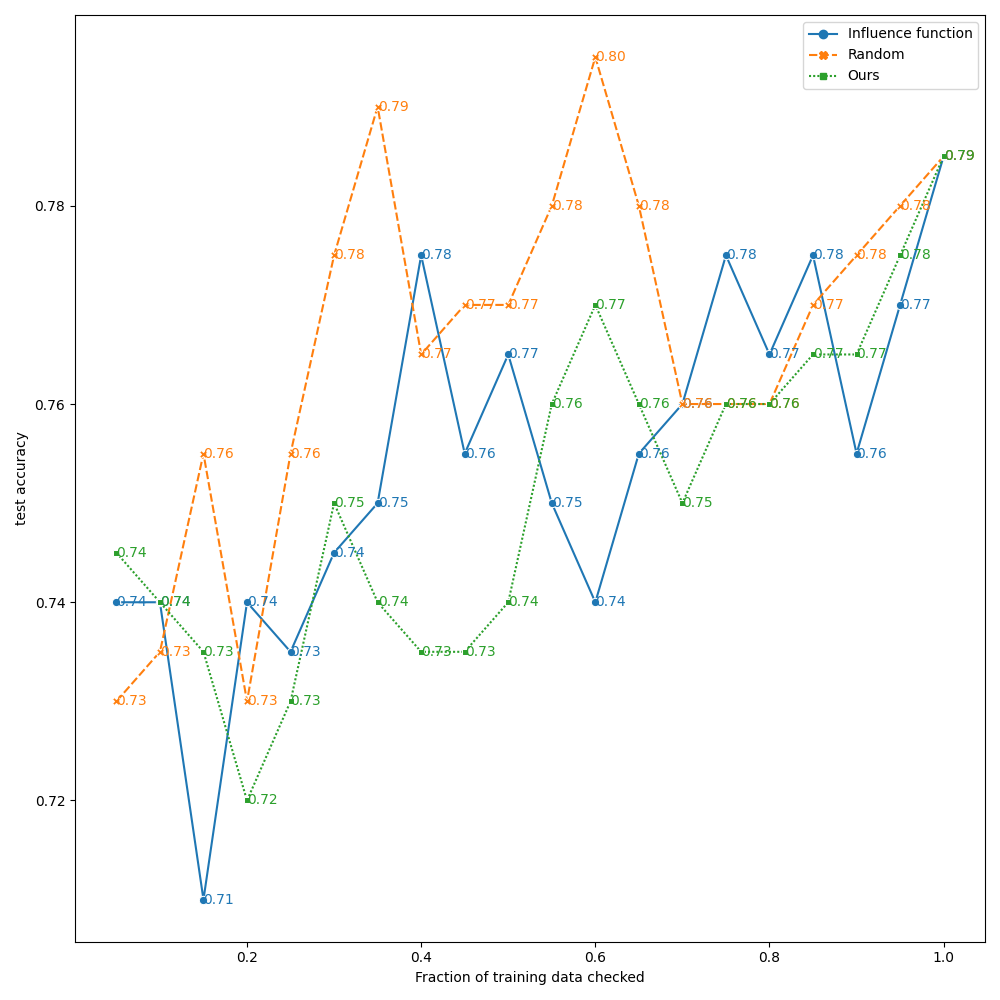 Influence function
Random
Ours
0.80
0.79
0.79
0.78
0.78 0.78 0.78 0.78 0.78
0.78 0.78 0.78 0.78 0.78
0.77 0.77 0.77 0.77 0.77
0.77 0.77 0.77 0.77 0.77 0.77
0.76
0.76 0.76 0.76 0.76 0.76
0.76 0.76 0.76 0.76 0.76
0.75 0.75 0.75 0.75
0.74 0.74
0.74
0.74 0.74 0.74 0.74 0.74 0.74
0.73 0.73 0.73 0.73 0.73
0.73 0.73 0.73
0.72
0.72
0.71
0.2 0.4 0.6 0.8 1.0
Fraction of training data checked
test accuracy